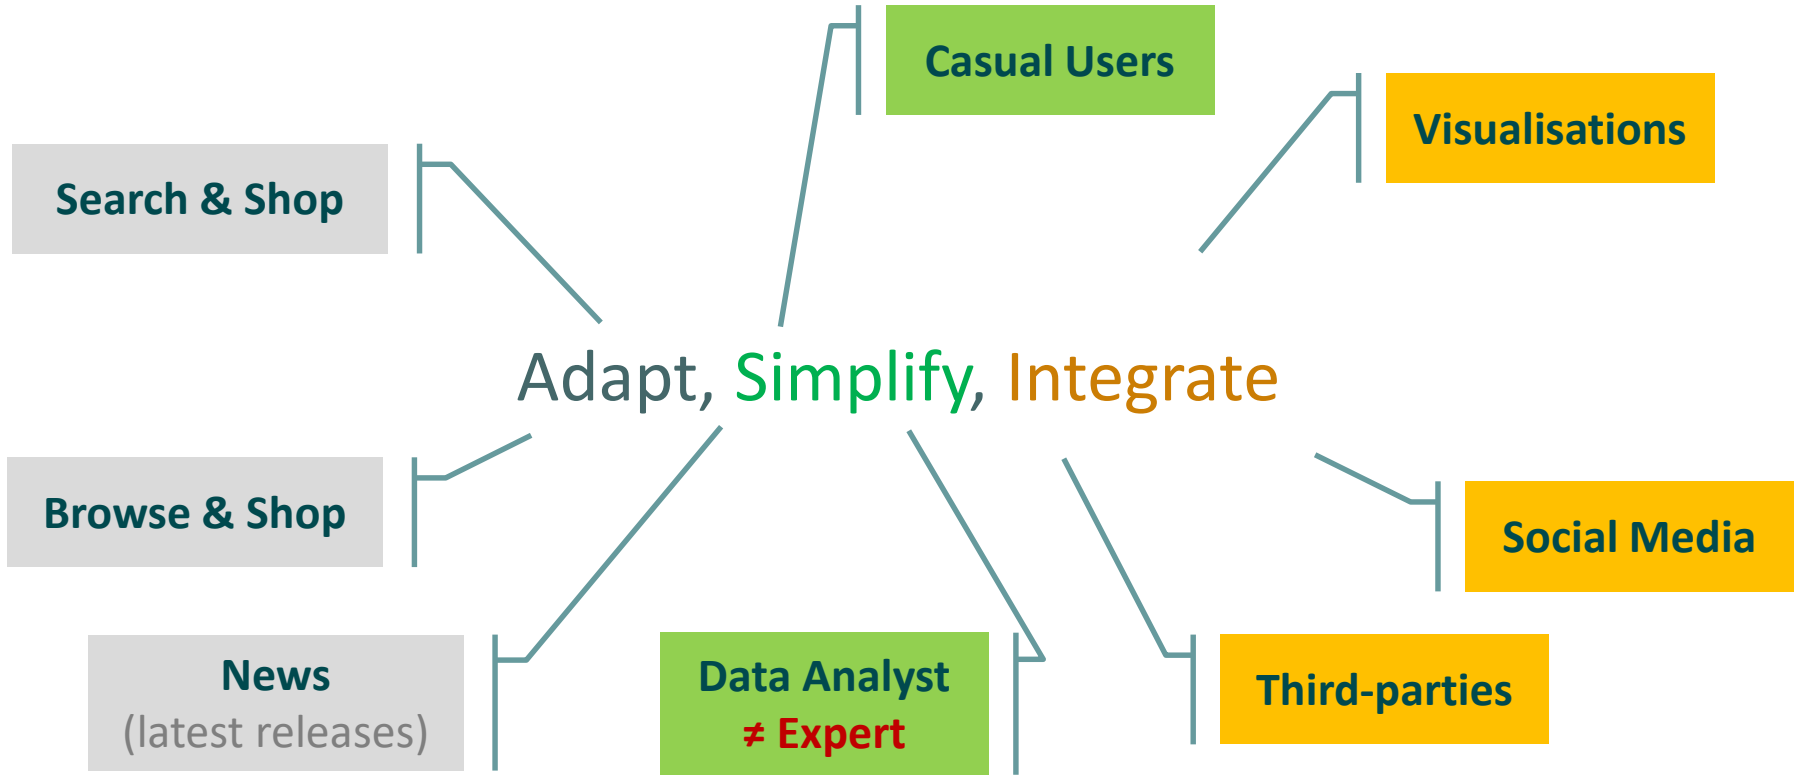 Casual Users
Visualisations
Search & Shop
Adapt, Simplify, Integrate
Browse & Shop
Social Media
News
(latest releases)
Data Analyst
≠ Expert
Third-parties